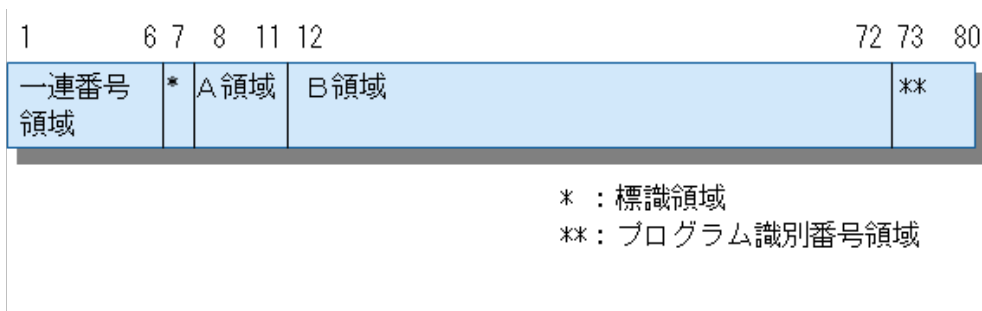 1 6 7 8 11 12 72 73 80
一連番号 * A領域 B領域 **
領域
* ：標識領域
**：プログラム識別番号領域